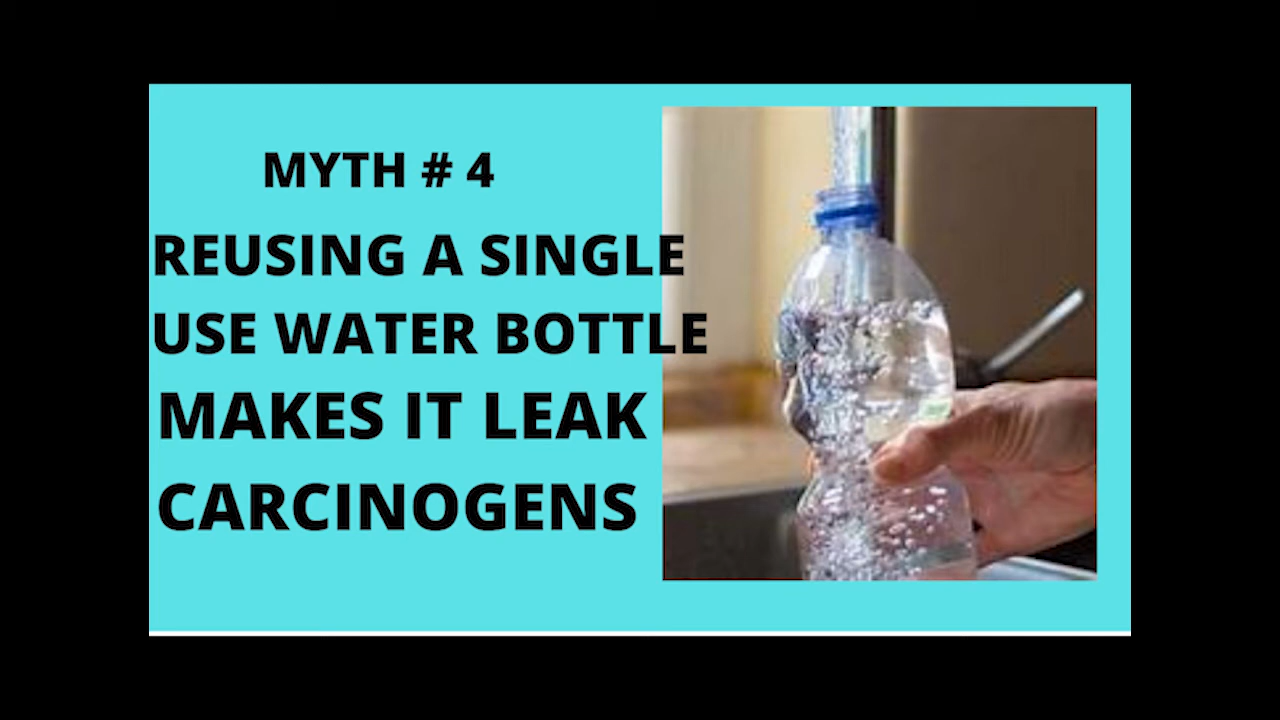 MYTH # 4
REUSING A SINGLE
USE WATER BOTTLE
MAKES IT LEAK
CARCINOGENS